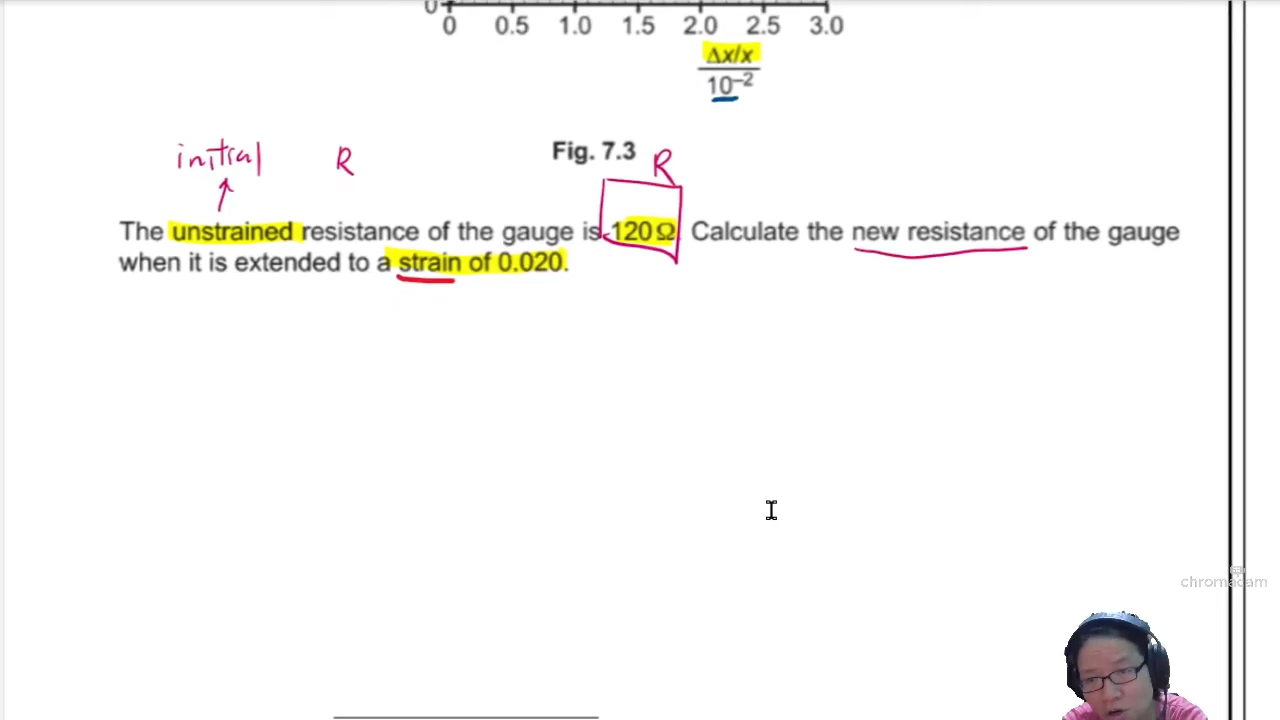 0
0 0.5 1.0 1.5 2.0 2.5 3.0
Δx/x
10⁻²
Fig. 7.3
initial R
R
The unstrained resistance of the gauge is 120 Ω. Calculate the new resistance of the gauge
when it is extended to a strain of 0.020.
chromadam